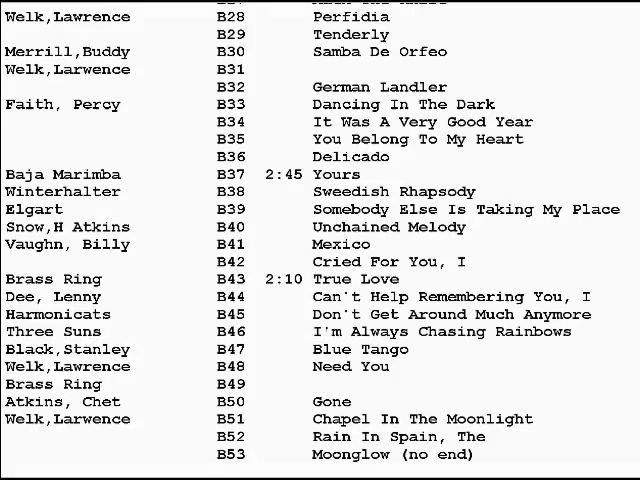 Welk,Lawrence B28 Perfidia
B29 Tenderly
Merrill,Buddy B30 Samba De Orfeo
Welk,Larwence B31
B32 German Landler
Faith, Percy B33 Dancing In The Dark
B34 It Was A Very Good Year
B35 You Belong To My Heart
B36 Delicado
Baja Marimba B37 2:45 Yours
Winterhalter B38 Sweedish Rhapsody
Elgart B39 Somebody Else Is Taking My Place
Snow,H Atkins B40 Unchained Melody
Vaughn, Billy B41 Mexico
B42 Cried For You, I
Brass Ring B43 2:10 True Love
Dee, Lenny B44 Can't Help Remembering You, I
Harmonicats B45 Don't Get Around Much Anymore
Three Suns B46 I'm Always Chasing Rainbows
Black,Stanley B47 Blue Tango
Welk,Lawrence B48 Need You
Brass Ring B49
Atkins, Chet B50 Gone
Welk,Larwence B51 Chapel In The Moonlight
B52 Rain In Spain, The
B53 Moonglow (no end)